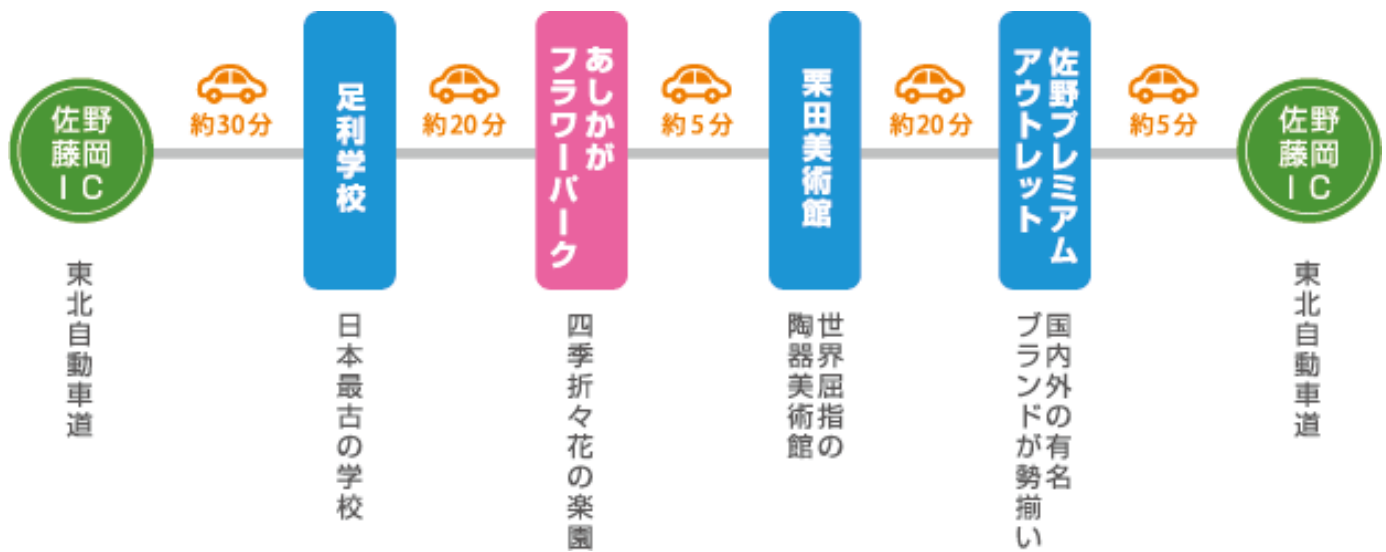 佐野
藤岡
IC
東北自動車道
約30分
足利学校
日本最古の学校
約20分
あしかが
フラワーパーク
四季折々花の楽園
約5分
栗田美術館
世界屈指の
陶器美術館
約20分
佐野プレミアム
アウトレット
国内外の有名
ブランドが勢揃い
約5分
佐野
藤岡
IC
東北自動車道